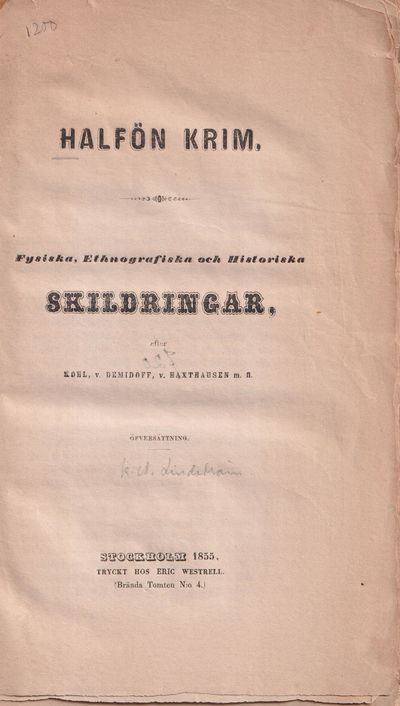 1200
HALFÖN KRIM.
Fysiska, Ethnografiska och Historiska
SKILDRINGAR,
efter
KOHL, v. DEMIDOFF, v. HAXTHAUSEN m. fl.
ÖFVERSÄTTNING.
STOCKHOLM 1855.
TRYCKT HOS ERIC WESTRELL.
(Brända Tomten N:o 4.)